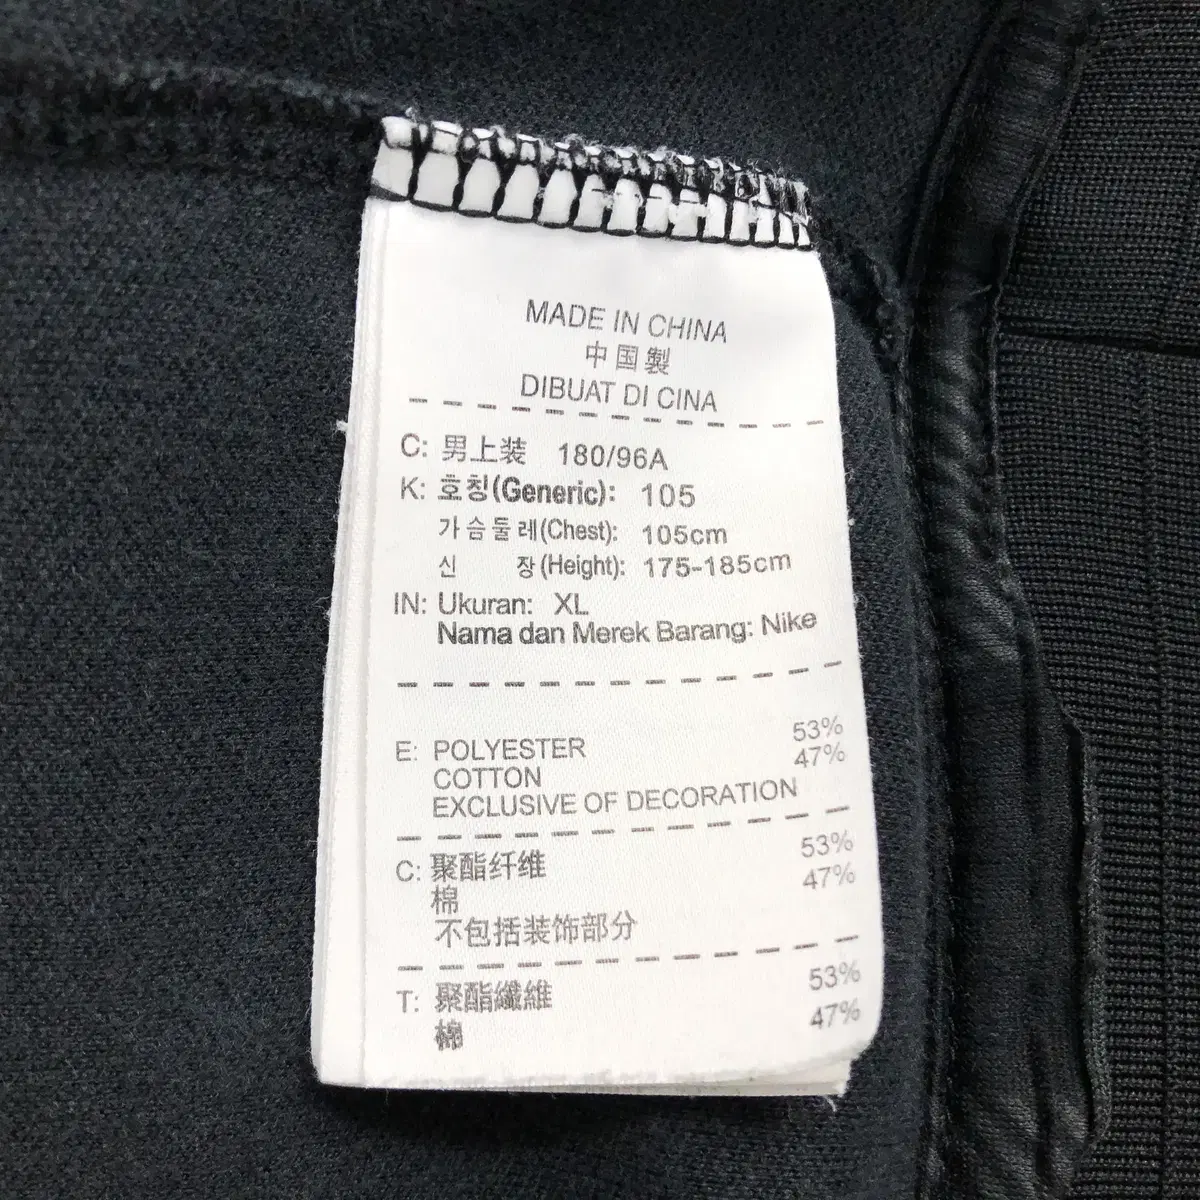 MADE IN CHINA
中国製
DIBUAT DI CINA
C: 男上装 180/96A
K: 호칭(Generic): 105
가슴둘레(Chest): 105cm
신 장(Height): 175-185cm
IN: Ukuran: XL
Nama dan Merek Barang: Nike
E: POLYESTER 53%
COTTON 47%
EXCLUSIVE OF DECORATION
C: 聚酯纤维 53%
棉 47%
不包括装饰部分
T: 聚酯纖維 53%
棉 47%